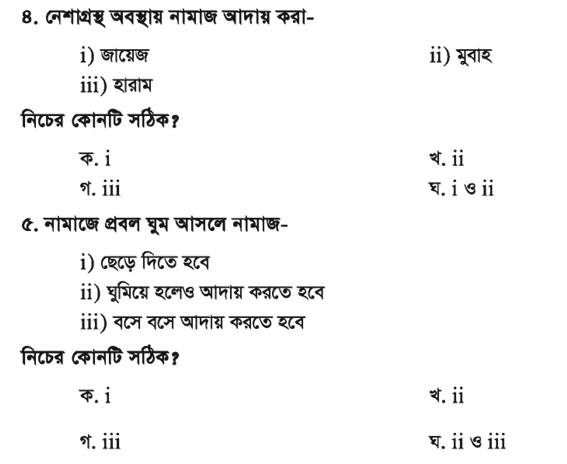 ৪. নেশাগ্রস্থ অবস্থায় নামাজ আদায় করা-
i) জায়েজ ii) মুবাহ
iii) হারাম
নিচের কোনটি সঠিক?
ক. i খ. ii
গ. iii ঘ. i ও ii
৫. নামাজে প্রবল ঘুম আসলে নামাজ-
i) ছেড়ে দিতে হবে
ii) ঘুমিয়ে হলেও আদায় করতে হবে
iii) বসে বসে আদায় করতে হবে
নিচের কোনটি সঠিক?
ক. i খ. ii
গ. iii ঘ. ii ও iii